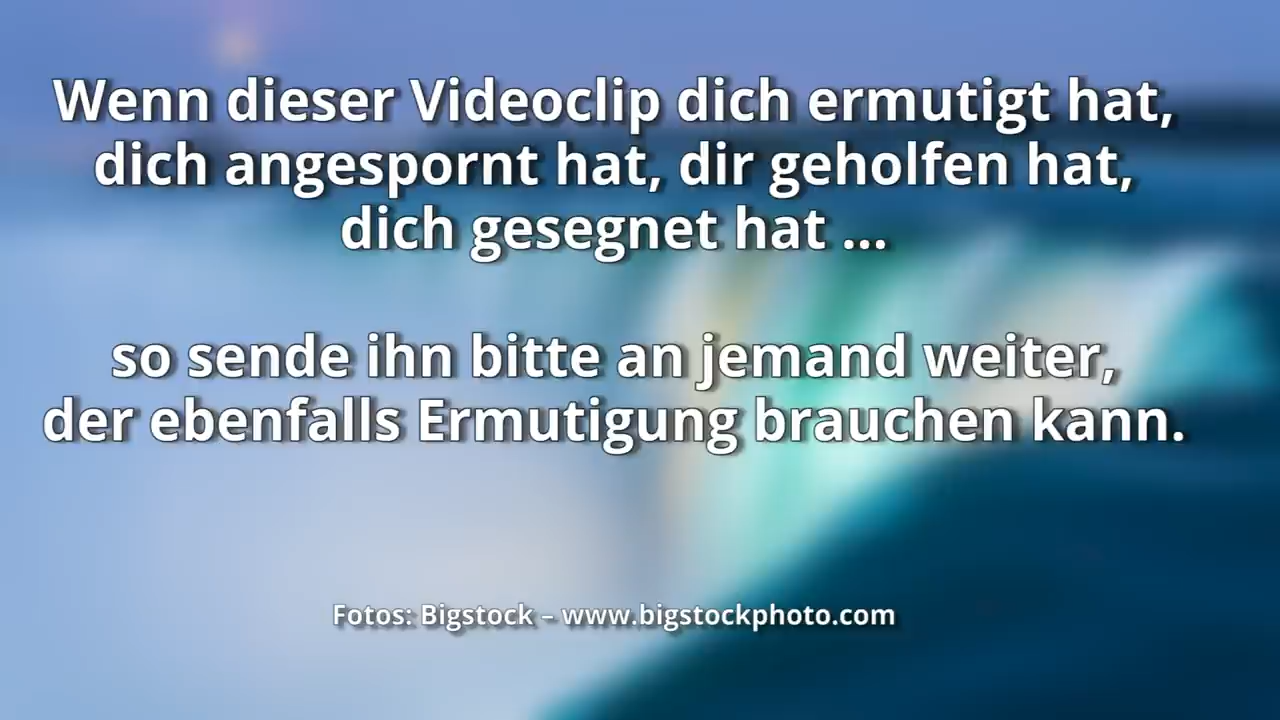 Wenn dieser Videoclip dich ermutigt hat,
dich angespornt hat, dir geholfen hat,
dich gesegnet hat ...
so sende ihn bitte an jemand weiter,
der ebenfalls Ermutigung brauchen kann.
Fotos: Bigstock – www.bigstockphoto.com